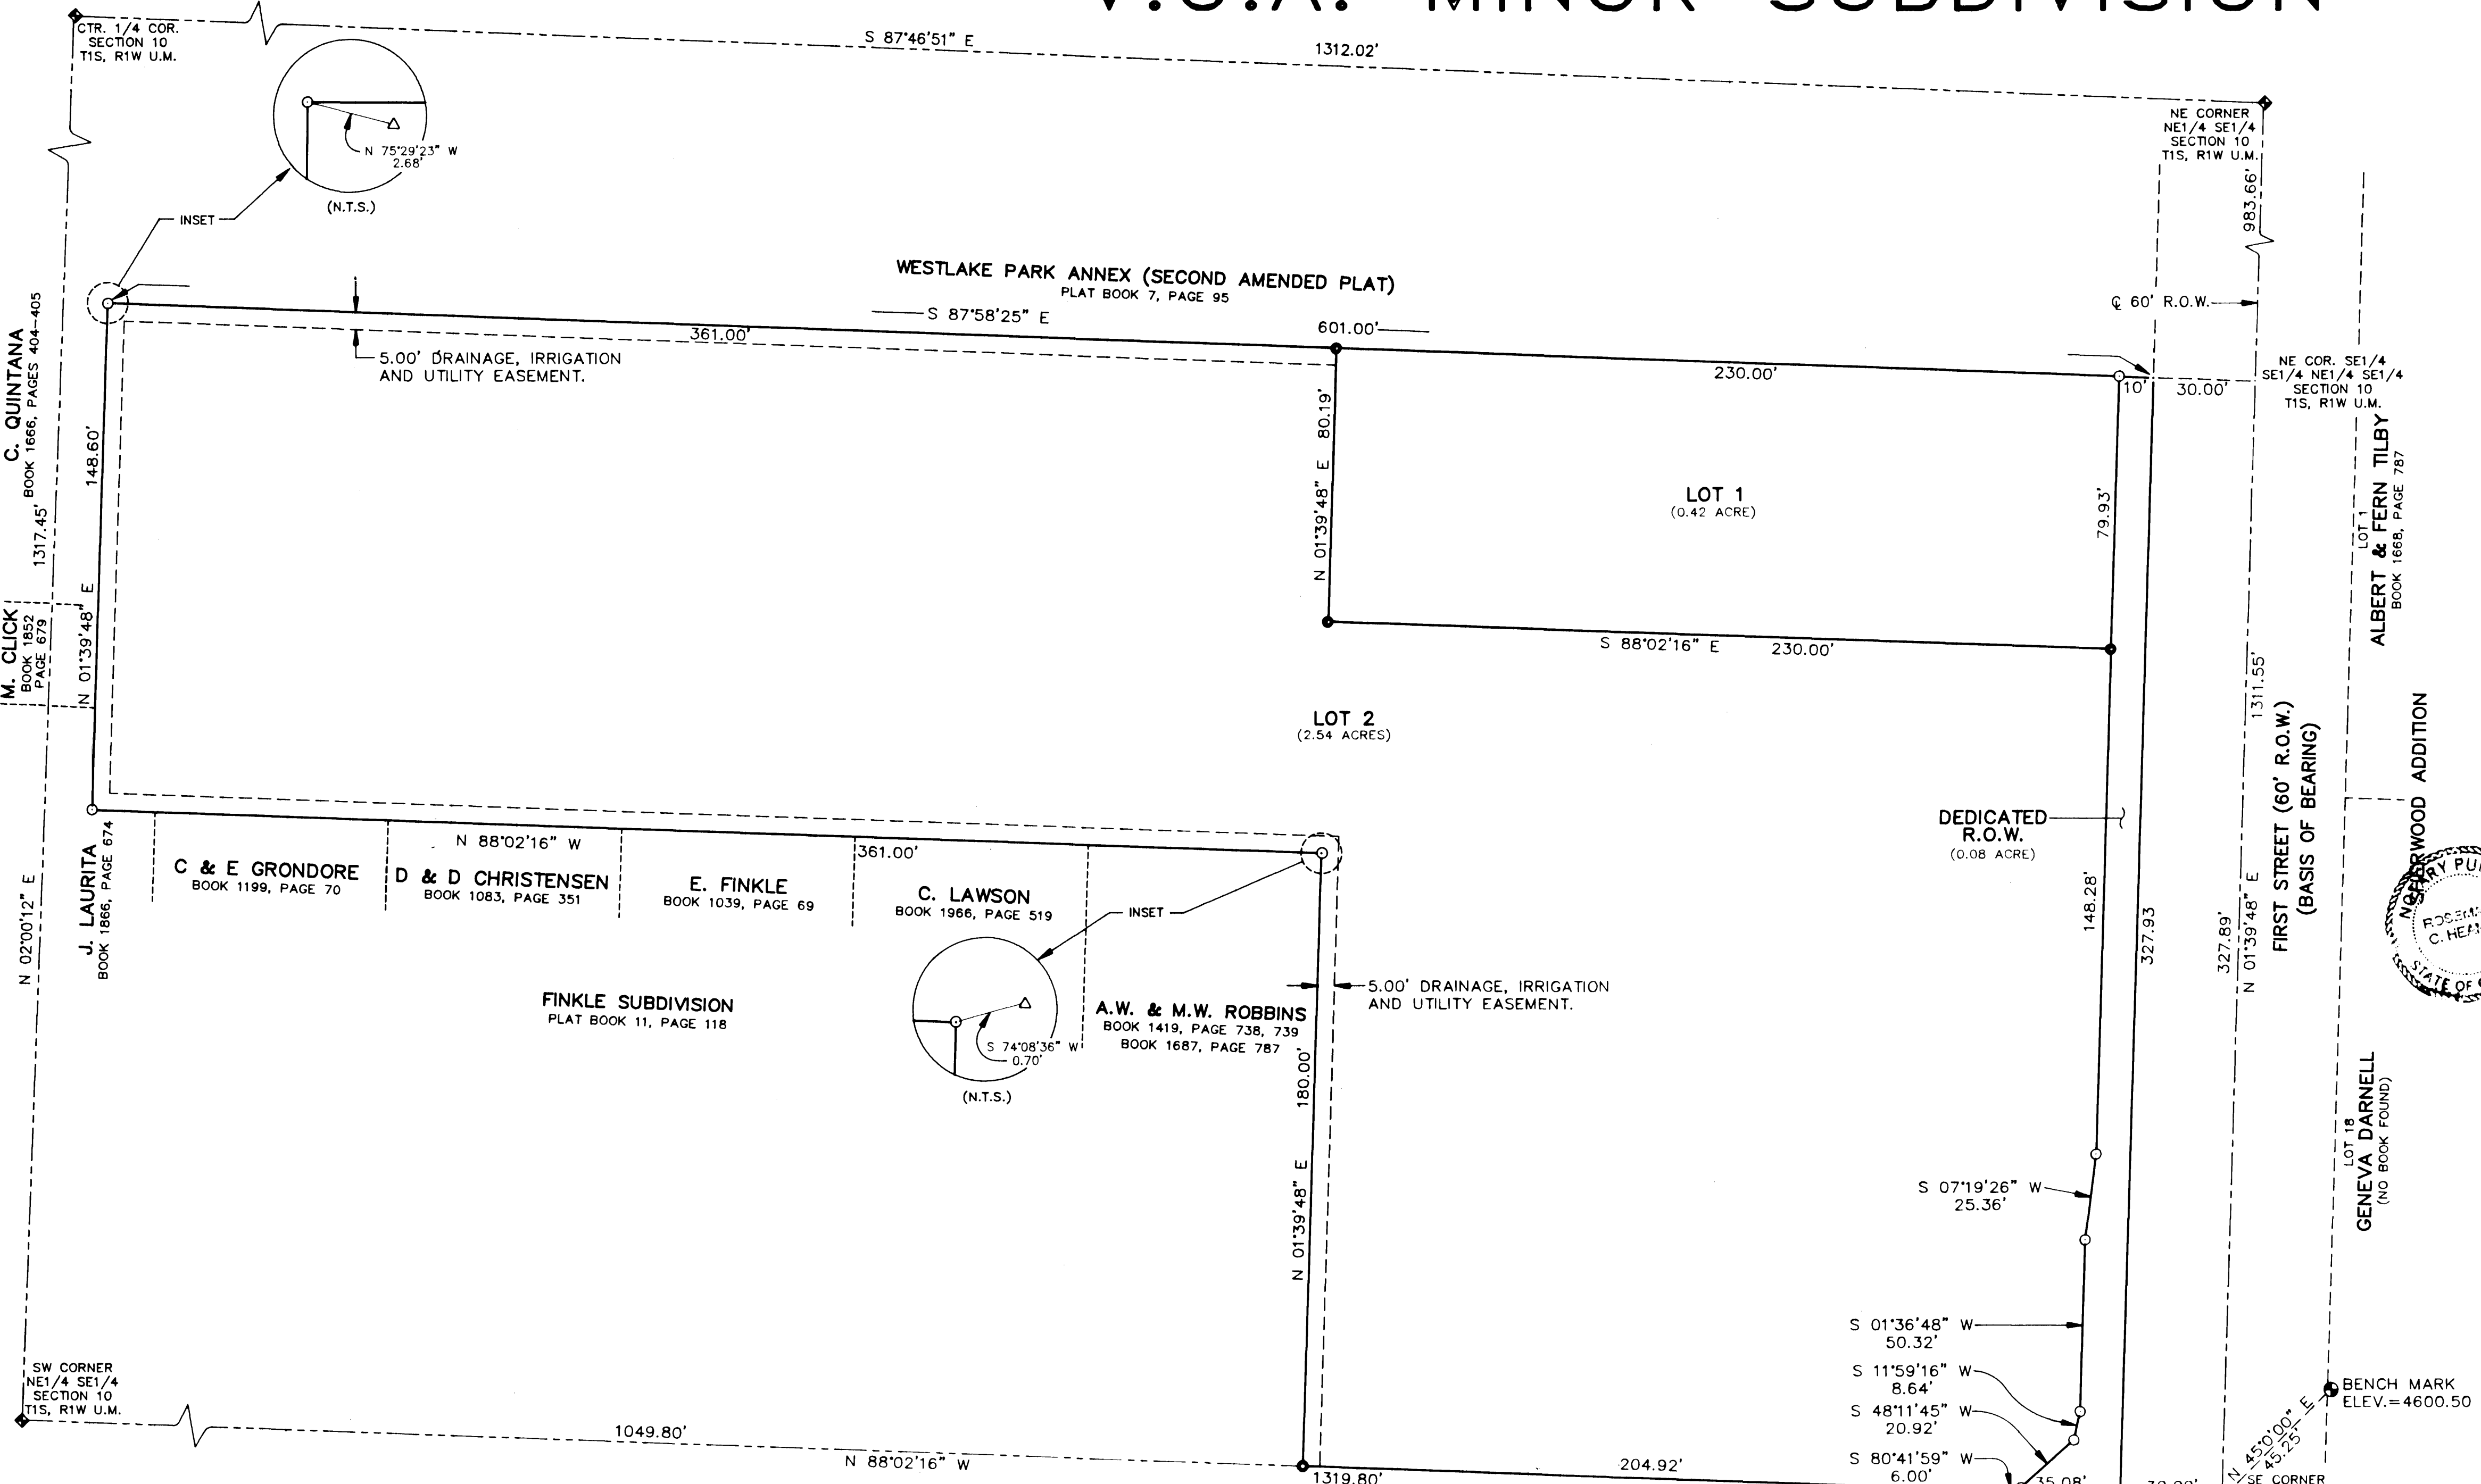 V.O.A. MINOR SUBDIVISION
CTR. 1/4 COR.
SECTION 10
T1S, R1W U.M.
S 87°46'51" E
1312.02'
NE CORNER
NE1/4 SE1/4
SECTION 10
T1S, R1W U.M.
983.66'
N 75°29'23" W
2.68'
(N.T.S.)
INSET
WESTLAKE PARK ANNEX (SECOND AMENDED PLAT)
PLAT BOOK 7, PAGE 95
S 87°58'25" E
601.00'
361.00'
230.00'
℄ 60' R.O.W.
10'
30.00'
NE COR. SE1/4
SE1/4 NE1/4 SE1/4
SECTION 10
T1S, R1W U.M.
5.00' DRAINAGE, IRRIGATION
AND UTILITY EASEMENT.
C. QUINTANA
BOOK 1666, PAGES 404-405
1317.45'
148.60'
N 01°39'48" E
M. CLICK
BOOK 1852
PAGE 679
N 01°39'48" E 80.19'
LOT 1
(0.42 ACRE)
79.93'
S 88°02'16" E 230.00'
LOT 1
ALBERT & FERN TILBY
BOOK 1668, PAGE 787
1311.55'
LOT 2
(2.54 ACRES)
FIRST STREET (60' R.O.W.)
(BASIS OF BEARING)
ADDITION
DEDICATED
R.O.W.
(0.08 ACRE)
148.28'
327.93
327.89'
N 01°39'48" E
STATE OF
N 02°00'12" E
J. LAURITA
BOOK 1866, PAGE 674
N 88°02'16" W
361.00'
C & E GRONDORE
BOOK 1199, PAGE 70
D & D CHRISTENSEN
BOOK 1083, PAGE 351
E. FINKLE
BOOK 1039, PAGE 69
C. LAWSON
BOOK 1966, PAGE 519
INSET
FINKLE SUBDIVISION
PLAT BOOK 11, PAGE 118
S 74°08'36" W
0.70'
(N.T.S.)
A.W. & M.W. ROBBINS
BOOK 1419, PAGE 738, 739
BOOK 1687, PAGE 787
5.00' DRAINAGE, IRRIGATION
AND UTILITY EASEMENT.
180.00'
N 01°39'48" E
LOT 18
GENEVA DARNELL
(NO BOOK FOUND)
S 07°19'26" W
25.36'
S 01°36'48" W
50.32'
S 11°59'16" W
8.64'
S 48°11'45" W
20.92'
S 80°41'59" W
6.00'
BENCH MARK
ELEV.=4600.50
N 45°0'00" E
45.25'
SE CORNER
SW CORNER
NE1/4 SE1/4
SECTION 10
T1S, R1W U.M.
1049.80'
N 88°02'16" W
1319.80'
204.92'
35.08'